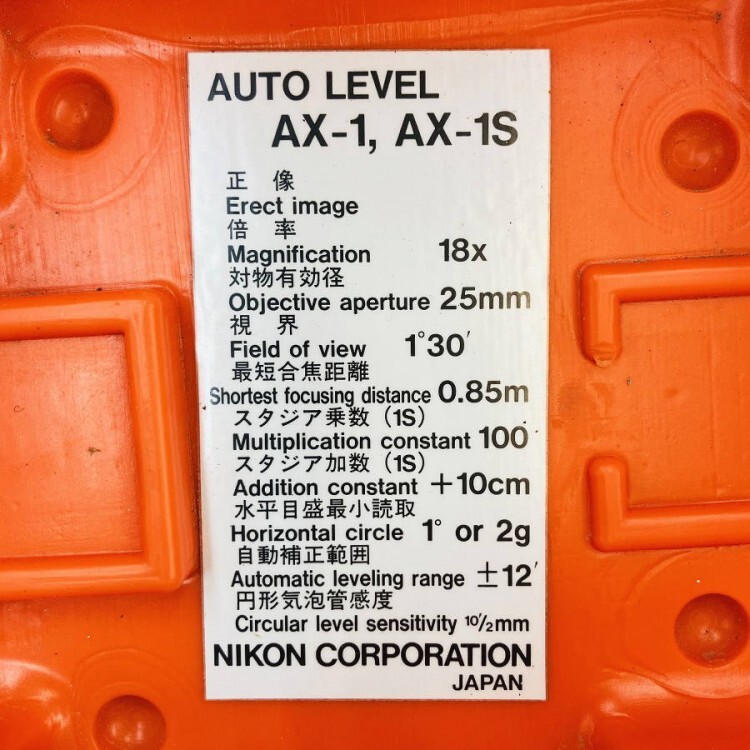 AUTO LEVEL
AX-1, AX-1S
正 像
Erect image
倍 率
Magnification 18x
対物有効径
Objective aperture 25mm
視 界
Field of view 1°30′
最短合焦距離
Shortest focusing distance 0.85m
スタジア乗数 (1S)
Multiplication constant 100
スタジア加数 (1S)
Addition constant +10cm
水平目盛最小読取
Horizontal circle 1° or 2g
自動補正範囲
Automatic leveling range ±12′
円形気泡管感度
Circular level sensitivity 10′/2mm
NIKON CORPORATION
JAPAN